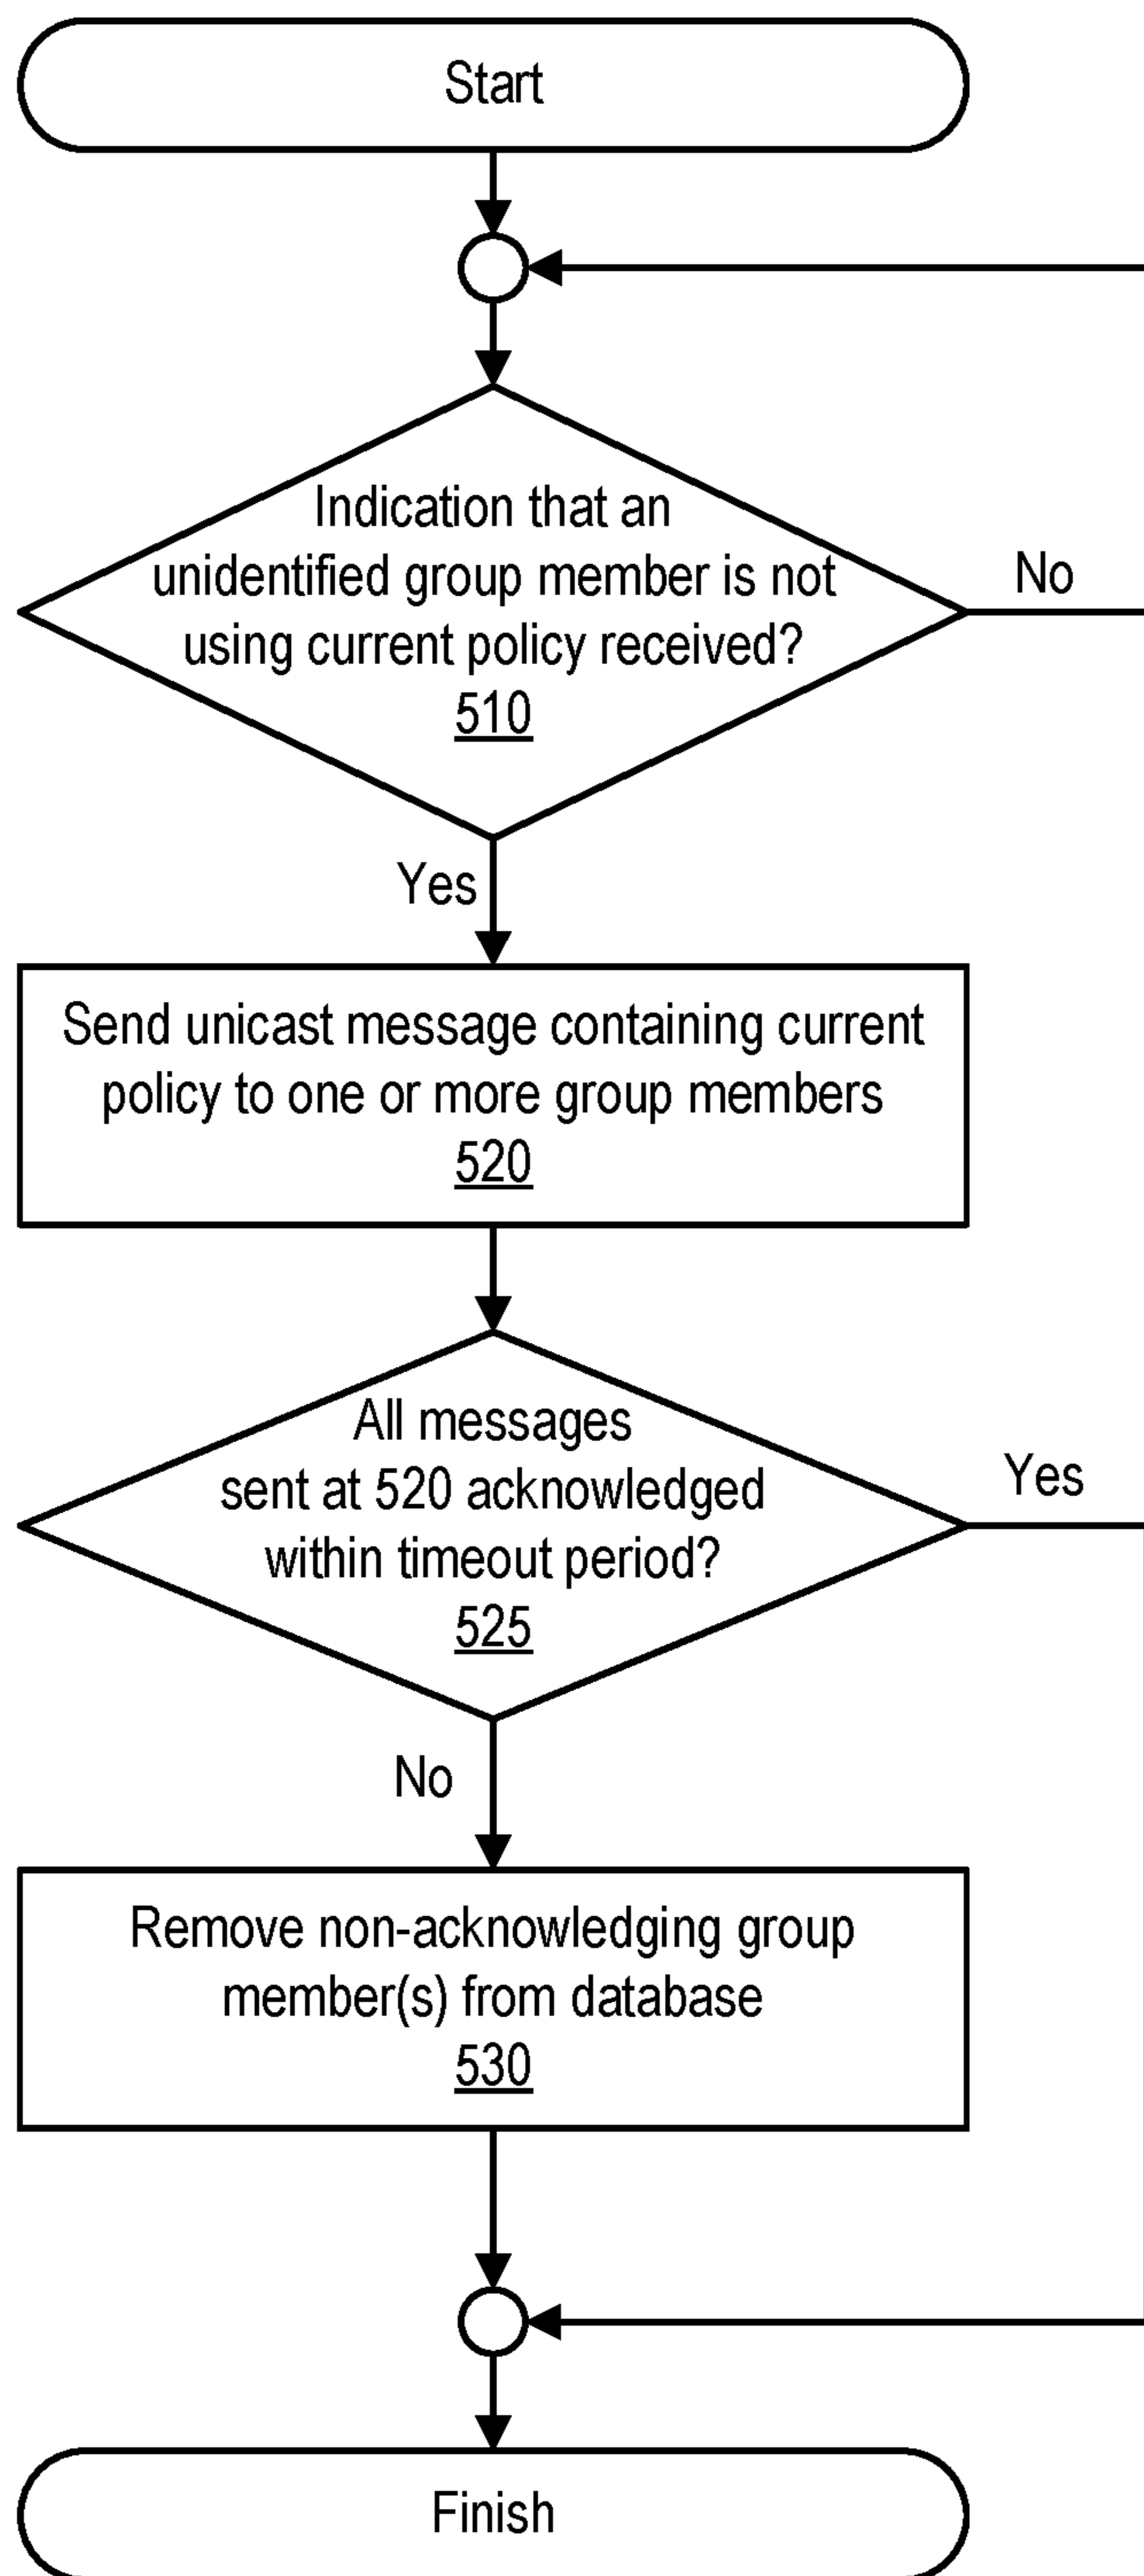 Start
Indication that an
unidentified group member is not
using current policy received?
510
No
Yes
Send unicast message containing current
policy to one or more group members
520
All messages
sent at 520 acknowledged
within timeout period?
525
Yes
No
Remove non-acknowledging group
member(s) from database
530
Finish